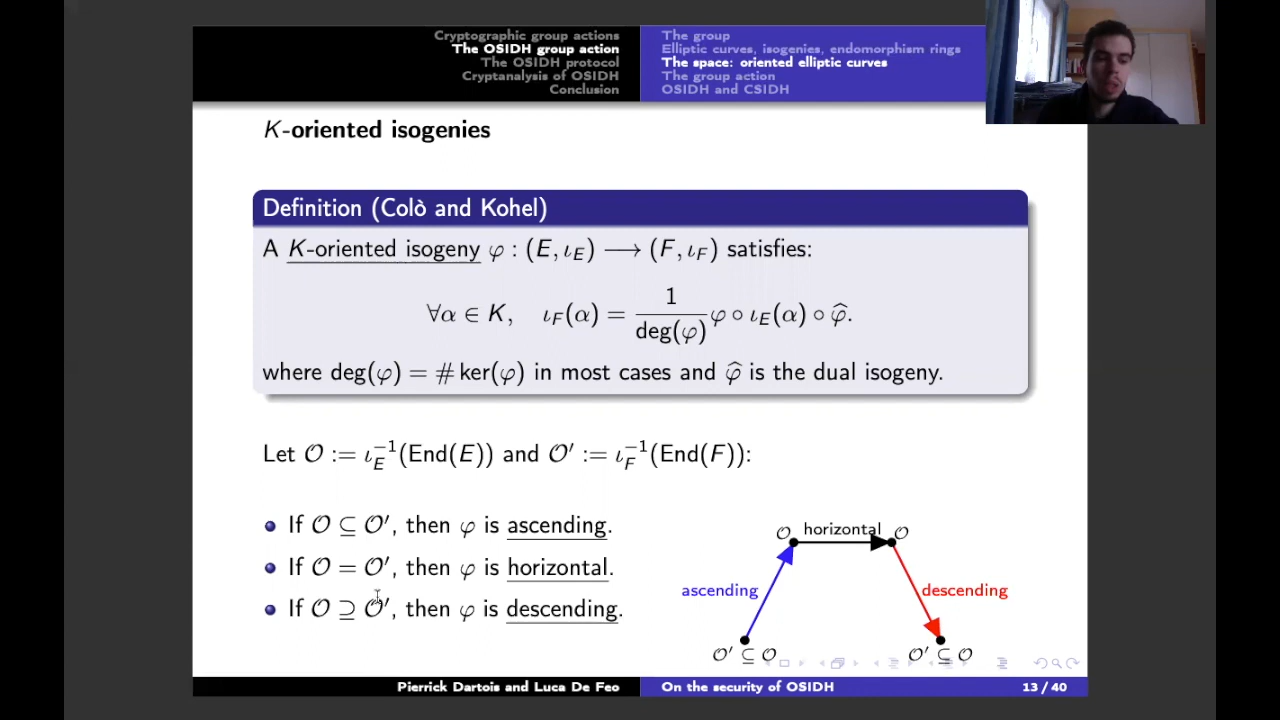 Cryptographic group actions
The OSIDH group action
The OSIDH protocol
Cryptanalysis of OSIDH
Conclusion
The group
Elliptic curves, isogenies, endomorphism rings
The space: oriented elliptic curves
The group action
OSIDH and CSIDH
K-oriented isogenies
Definition (Colò and Kohel)
A K-oriented isogeny φ : (E, ι_E) ⟶ (F, ι_F) satisfies:
∀α ∈ K, ι_F(α) = 1/deg(φ) φ ∘ ι_E(α) ∘ φ̂.
where deg(φ) = # ker(φ) in most cases and φ̂ is the dual isogeny.
Let 𝒪 := ι_E^{-1}(End(E)) and 𝒪′ := ι_F^{-1}(End(F)):
If 𝒪 ⊆ 𝒪′, then φ is ascending.
If 𝒪 = 𝒪′, then φ is horizontal.
If 𝒪 ⊇ 𝒪′, then φ is descending.
𝒪 horizontal 𝒪
ascending
descending
𝒪′ ⊆ 𝒪
𝒪′ ⊆ 𝒪
Pierrick Dartois and Luca De Feo
On the security of OSIDH
13 / 40